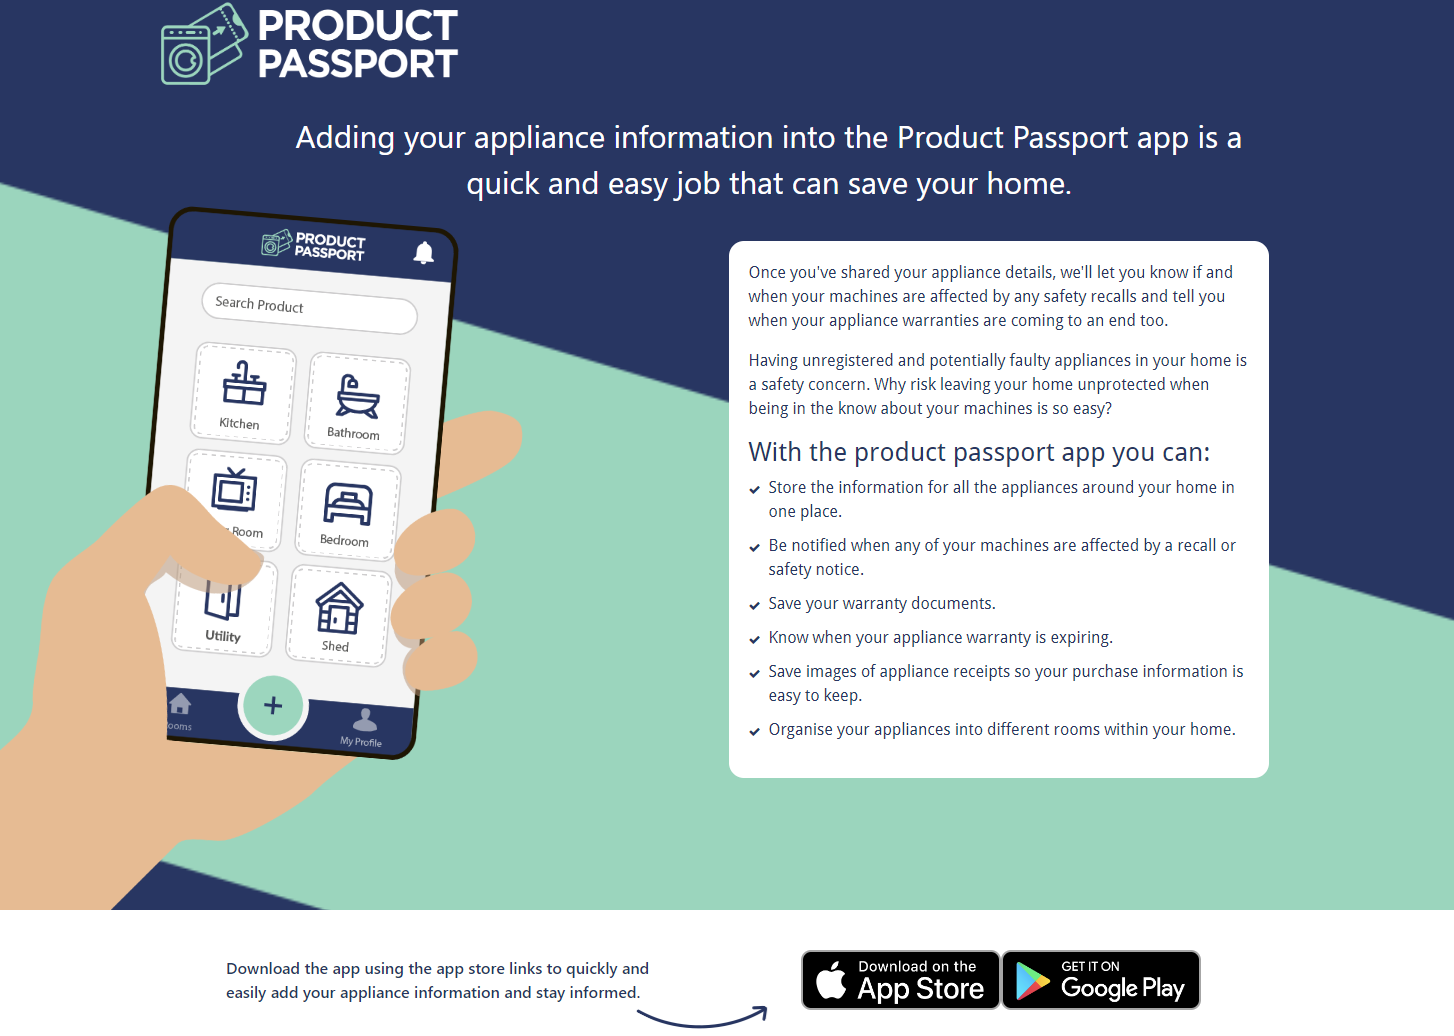 PRODUCT
PASSPORT
Adding your appliance information into the Product Passport app is a
quick and easy job that can save your home.
PRODUCT
PASSPORT
Search Product
Kitchen
Bathroom
Room
Bedroom
Utility
Shed
ooms
My Profile
Once you've shared your appliance details, we'll let you know if and
when your machines are affected by any safety recalls and tell you
when your appliance warranties are coming to an end too.
Having unregistered and potentially faulty appliances in your home is
a safety concern. Why risk leaving your home unprotected when
being in the know about your machines is so easy?
With the product passport app you can:
Store the information for all the appliances around your home in
one place.
Be notified when any of your machines are affected by a recall or
safety notice.
Save your warranty documents.
Know when your appliance warranty is expiring.
Save images of appliance receipts so your purchase information is
easy to keep.
Organise your appliances into different rooms within your home.
Download the app using the app store links to quickly and
easily add your appliance information and stay informed.
Download on the
App Store
GET IT ON
Google Play